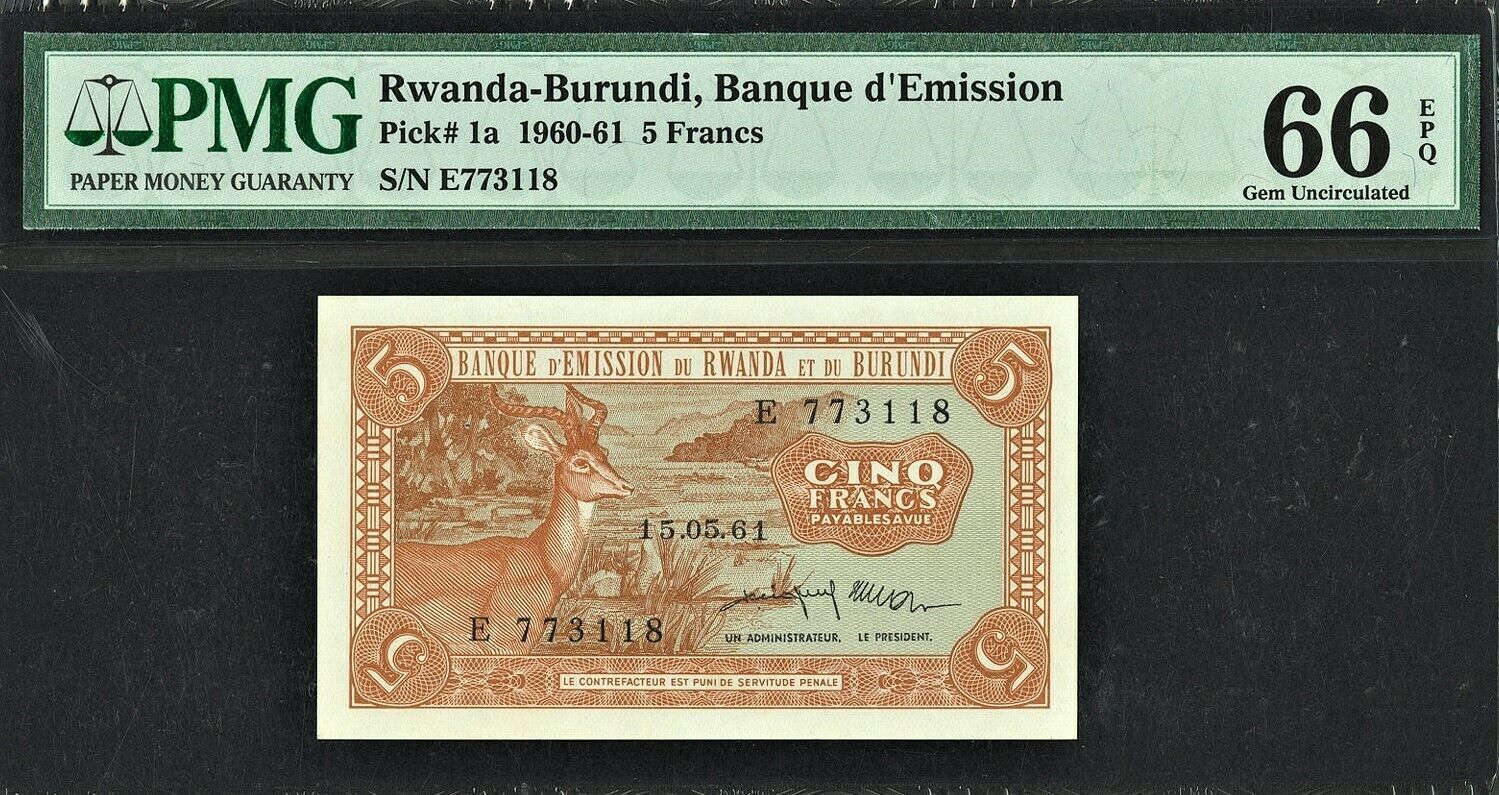 PMG
PAPER MONEY GUARANTY
Rwanda-Burundi, Banque d'Emission
Pick# 1a 1960-61 5 Francs
S/N E773118
66
EPQ
Gem Uncirculated
5 5
BANQUE D'EMISSION DU RWANDA ET DU BURUNDI
E 773118
CINQ
FRANCS
PAYABLES A VUE
15.05.61
E 773118
UN ADMINISTRATEUR, LE PRESIDENT.
5 5
LE CONTREFACTEUR EST PUNI DE SERVITUDE PENALE